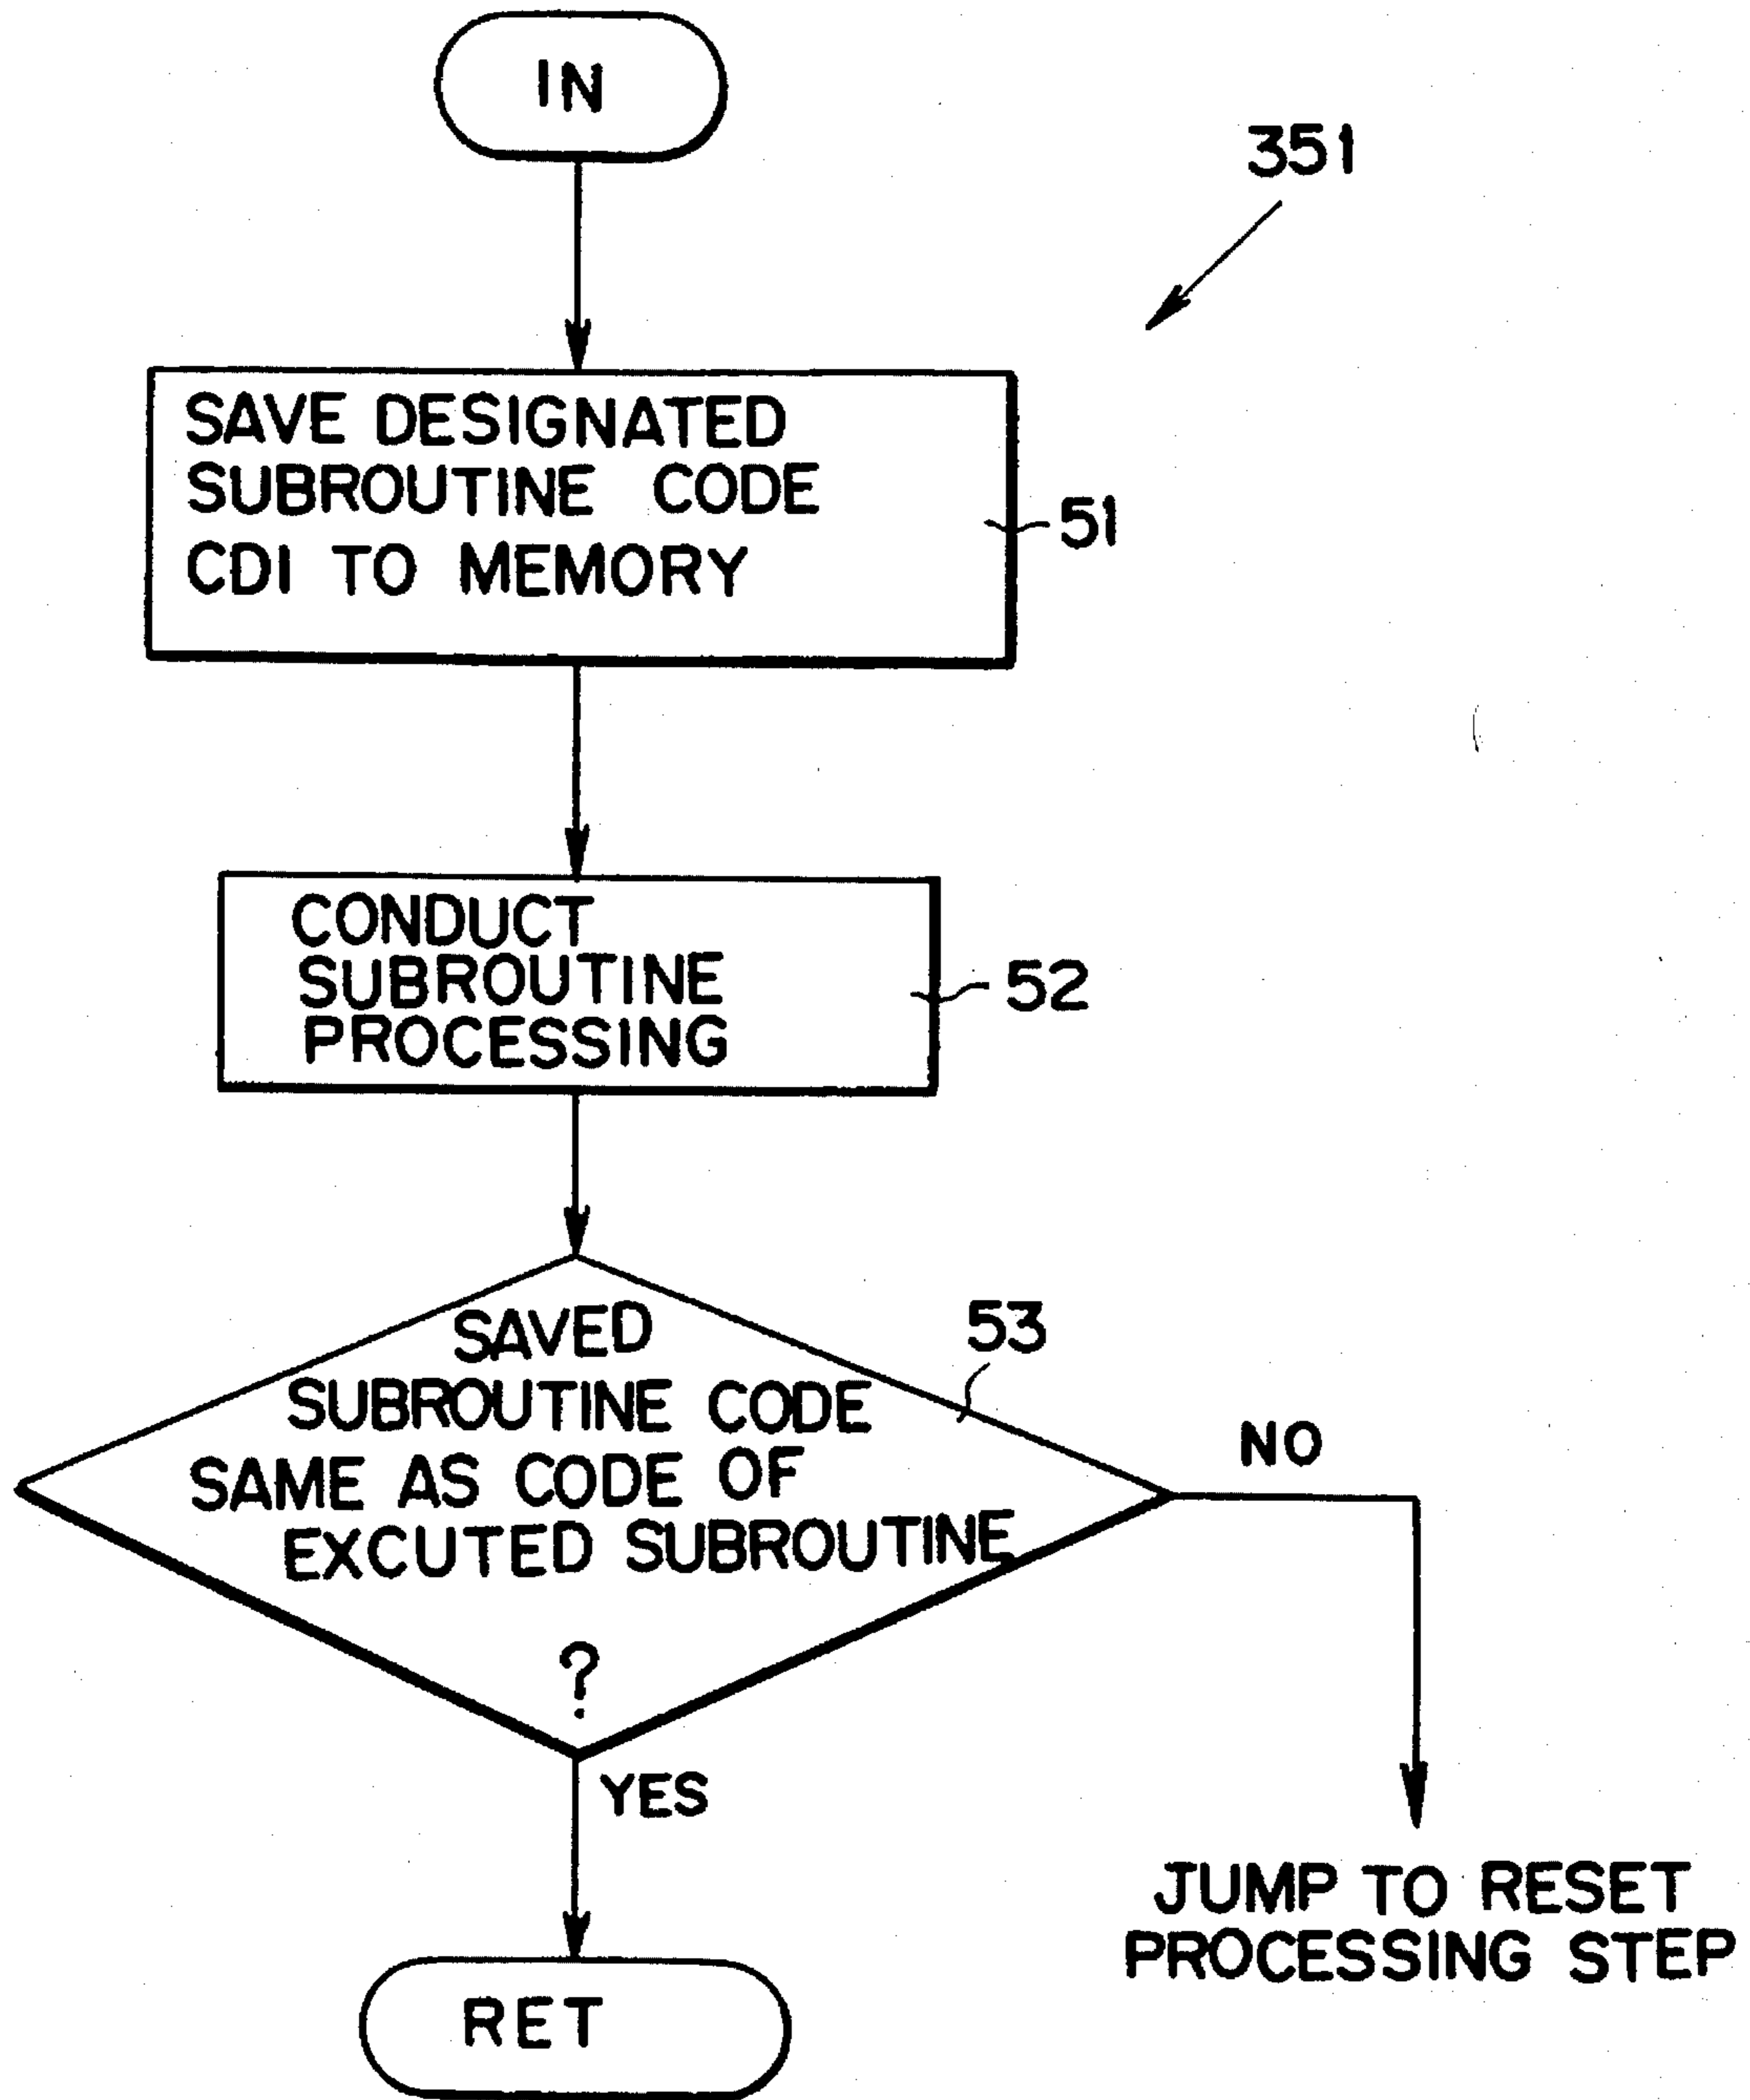 IN
351
SAVE DESIGNATED
SUBROUTINE CODE
CDI TO MEMORY
51
CONDUCT
SUBROUTINE
PROCESSING
52
53
SAVED
SUBROUTINE CODE
SAME AS CODE OF
EXCUTED SUBROUTINE
?
NO
YES
JUMP TO RESET
PROCESSING STEP
RET